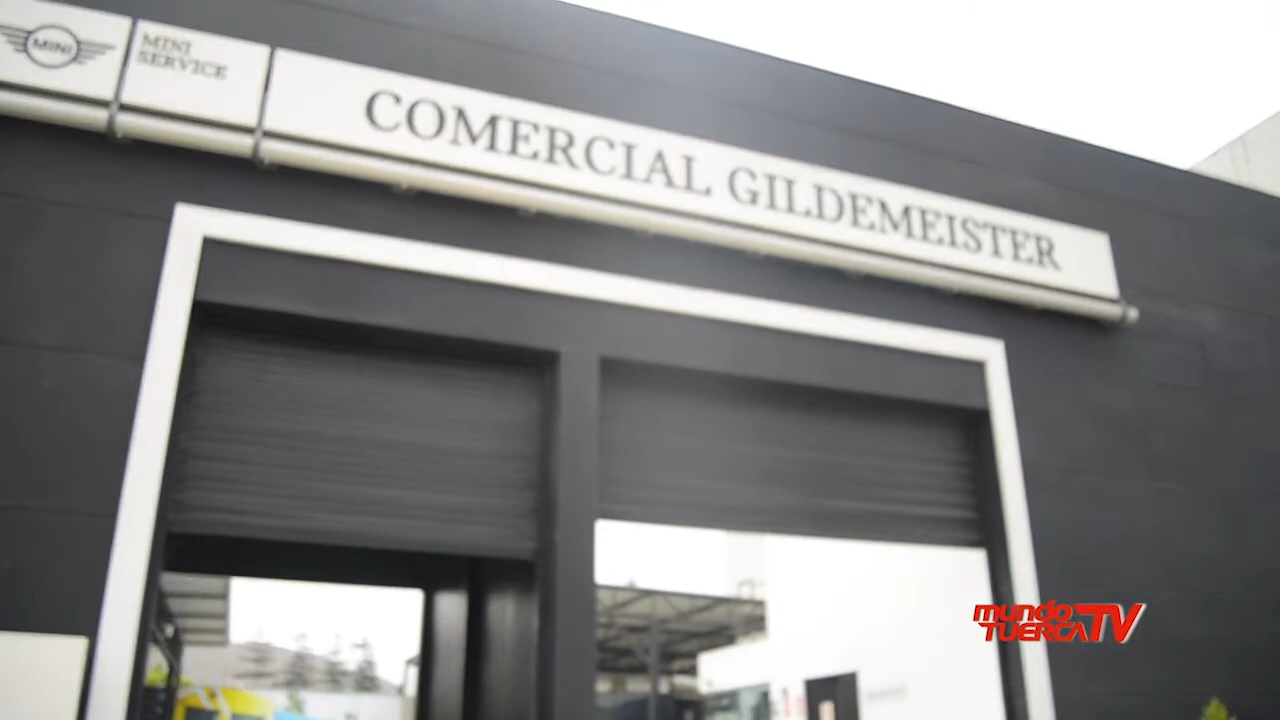 MINI
MINI
SERVICE
COMERCIAL GILDEMEISTER
mundo
TUERCA TV